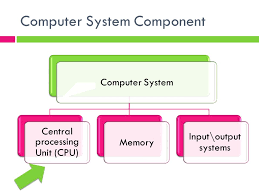 Computer System Component
Computer System
Central
processing
Unit (CPU)
Memory
Input\output
systems